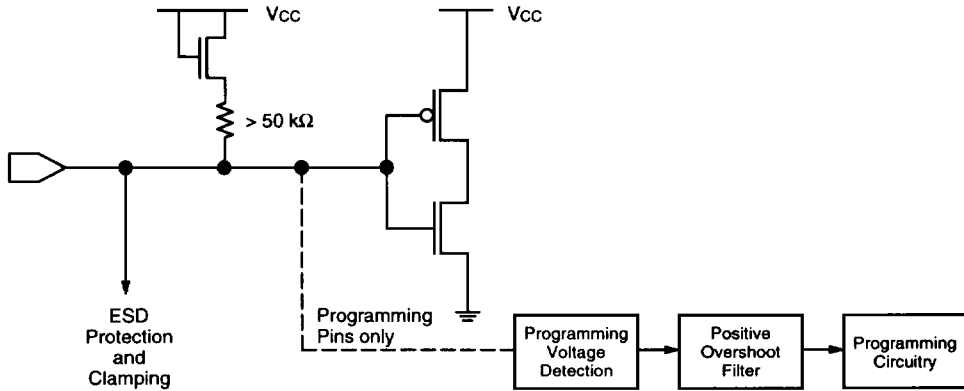 VCC
VCC
> 50 kΩ
ESD
Protection
and
Clamping
Programming
Pins only
Programming
Voltage
Detection
Positive
Overshoot
Filter
Programming
Circuitry